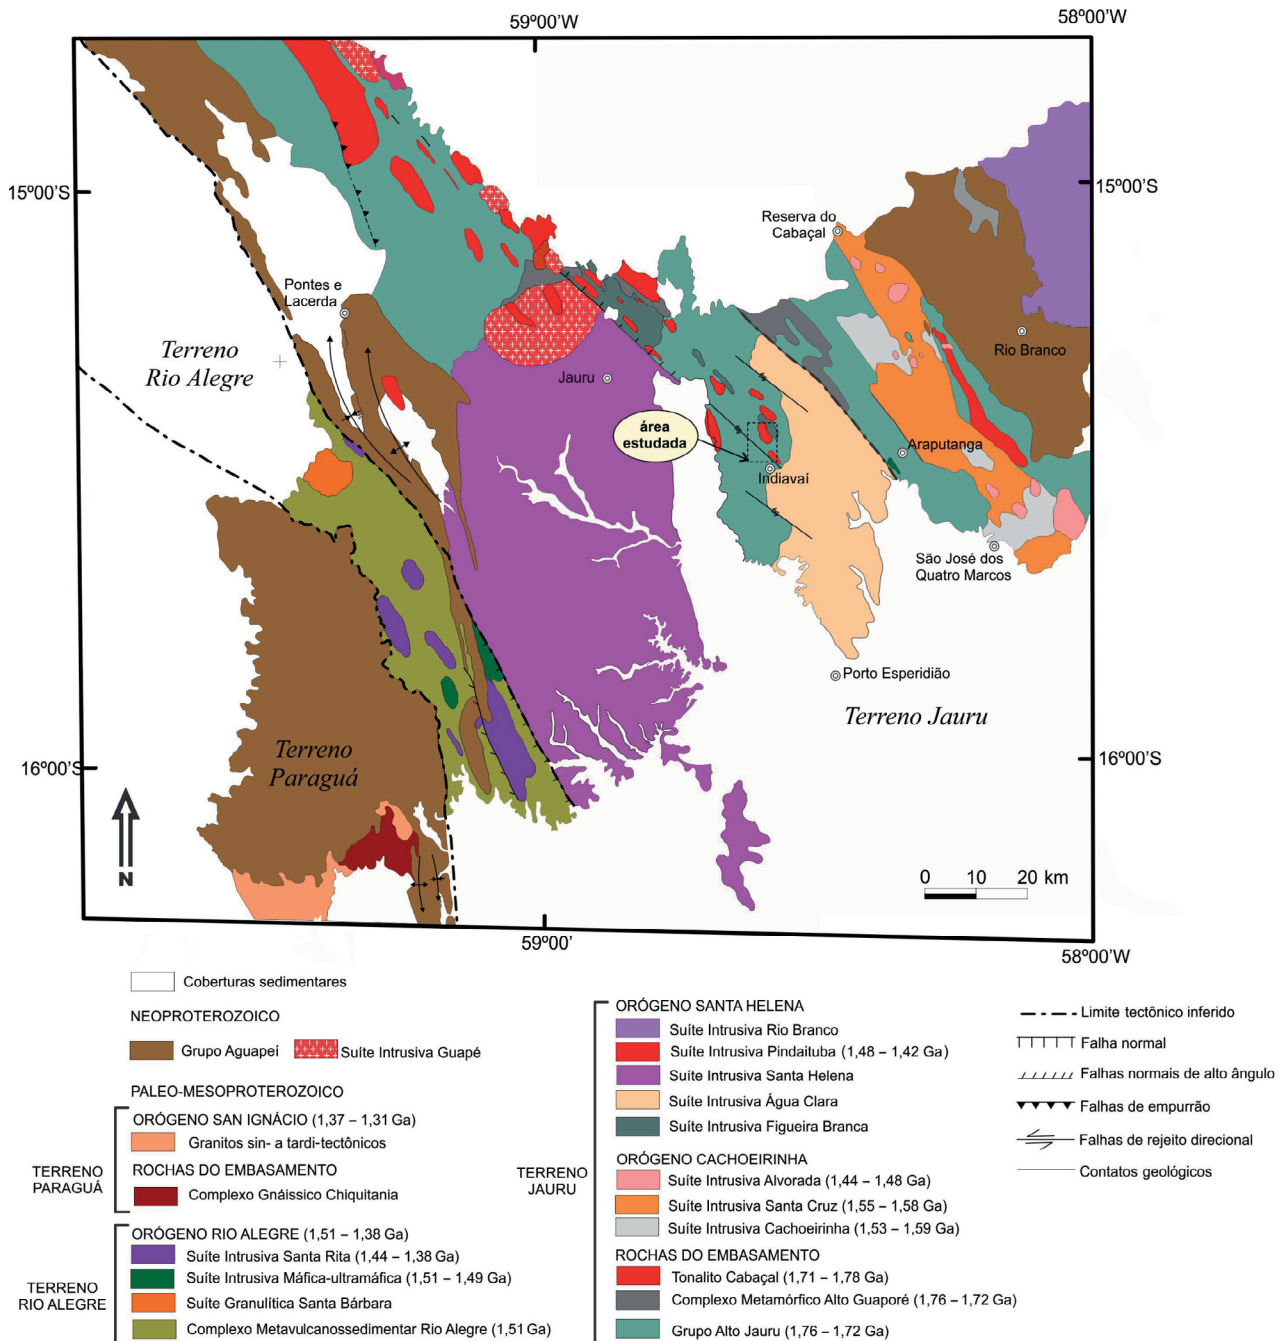 59º00'W
58º00'W
15º00'S
15º00'S
Reserva do
Cabaçal
Pontes e
Lacerda
Rio Branco
Terreno
Rio Alegre
Jauru
área
estudada
Araputanga
Indiavaí
São José dos
Quatro Marcos
Porto Esperidião
Terreno Jauru
Terreno
Paraguá
16º00'S
16º00'S
N
0 10 20 km
59º00'
58º00'W
Coberturas sedimentares
NEOPROTEROZOICO
Grupo Aguapeí
Suíte Intrusiva Guapé
PALEO-MESOPROTEROZOICO
ORÓGENO SAN IGNÁCIO (1,37 – 1,31 Ga)
Granitos sin- a tardi-tectônicos
TERRENO
PARAGUÁ
ROCHAS DO EMBASAMENTO
Complexo Gnáissico Chiquitania
ORÓGENO RIO ALEGRE (1,51 – 1,38 Ga)
Suíte Intrusiva Santa Rita (1,44 – 1,38 Ga)
TERRENO
RIO ALEGRE
Suíte Intrusiva Máfica-ultramáfica (1,51 – 1,49 Ga)
Suíte Granulítica Santa Bárbara
Complexo Metavulcanossedimentar Rio Alegre (1,51 Ga)
ORÓGENO SANTA HELENA
Suíte Intrusiva Rio Branco
Suíte Intrusiva Pindaituba (1,48 – 1,42 Ga)
Suíte Intrusiva Santa Helena
Suíte Intrusiva Água Clara
Suíte Intrusiva Figueira Branca
TERRENO
JAURU
ORÓGENO CACHOEIRINHA
Suíte Intrusiva Alvorada (1,44 – 1,48 Ga)
Suíte Intrusiva Santa Cruz (1,55 – 1,58 Ga)
Suíte Intrusiva Cachoeirinha (1,53 – 1,59 Ga)
ROCHAS DO EMBASAMENTO
Tonalito Cabaçal (1,71 – 1,78 Ga)
Complexo Metamórfico Alto Guaporé (1,76 – 1,72 Ga)
Grupo Alto Jauru (1,76 – 1,72 Ga)
Limite tectônico inferido
Falha normal
Falhas normais de alto ângulo
Falhas de empurrão
Falhas de rejeito direcional
Contatos geológicos